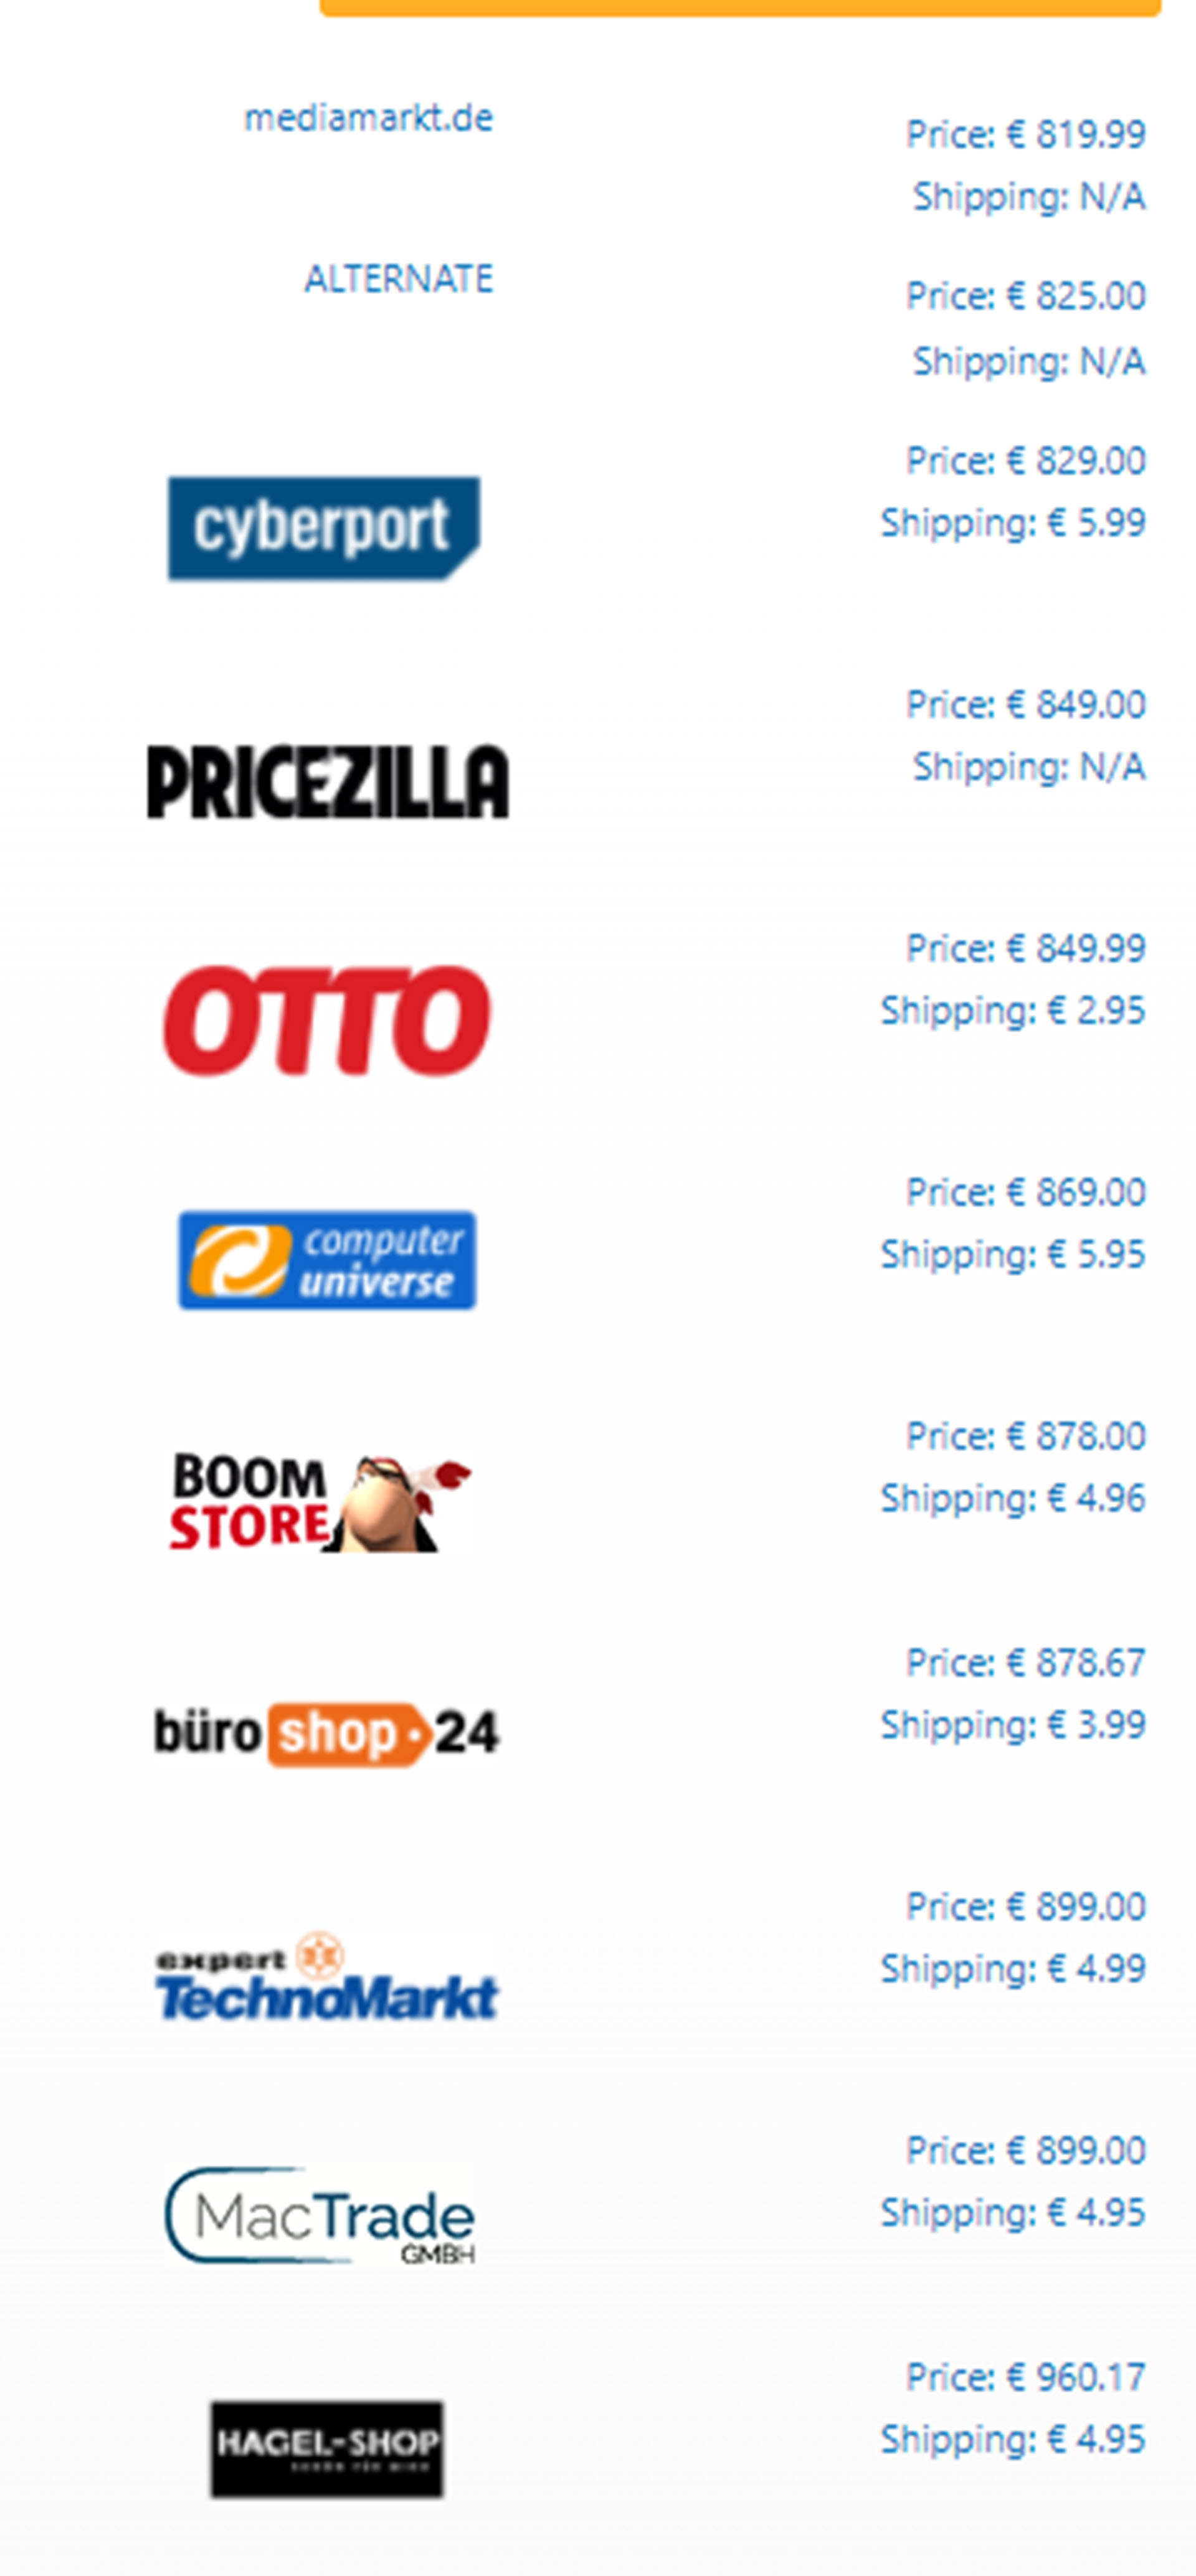 mediamarkt.de
Price: € 819.99
Shipping: N/A
ALTERNATE
Price: € 825.00
Shipping: N/A
cyberport
Price: € 829.00
Shipping: € 5.99
PRICEZILLA
Price: € 849.00
Shipping: N/A
OTTO
Price: € 849.99
Shipping: € 2.95
computer
universe
Price: € 869.00
Shipping: € 5.95
BOOM
STORE
Price: € 878.00
Shipping: € 4.96
büro shop 24
Price: € 878.67
Shipping: € 3.99
expert
TechnoMarkt
Price: € 899.00
Shipping: € 4.99
MacTrade
GMBH
Price: € 899.00
Shipping: € 4.95
HAGEL-SHOP
Price: € 960.17
Shipping: € 4.95